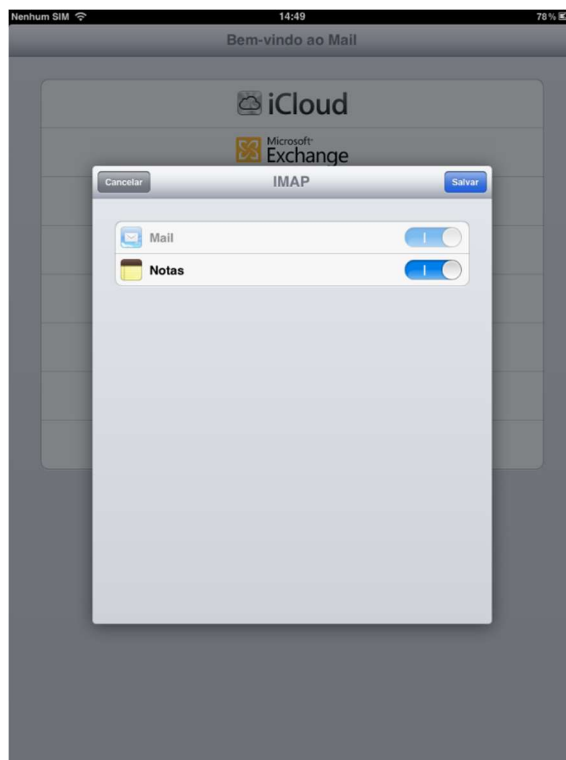 Nenhum SIM 14:49 78 %
Bem-vindo ao Mail
iCloud
Microsoft
Exchange
Cancelar IMAP Salvar
Mail
Notas